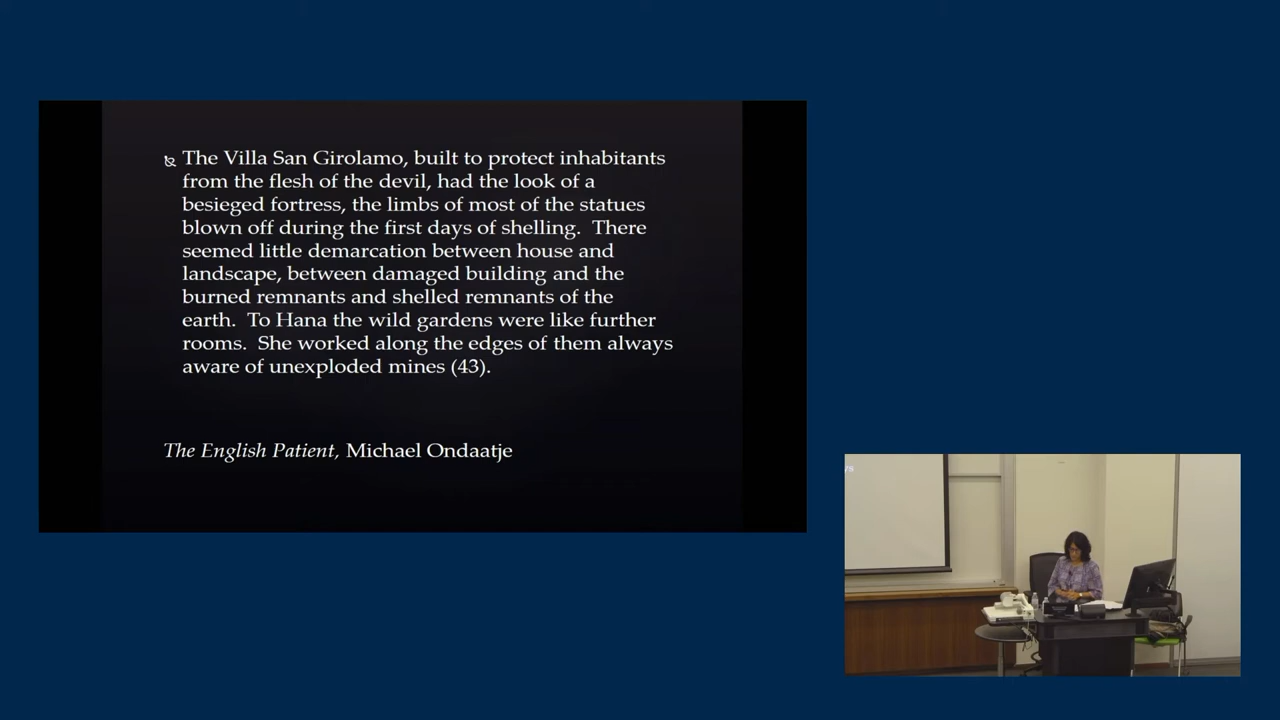 The Villa San Girolamo, built to protect inhabitants
from the flesh of the devil, had the look of a
besieged fortress, the limbs of most of the statues
blown off during the first days of shelling.  There
seemed little demarcation between house and
landscape, between damaged building and the
burned remnants and shelled remnants of the
earth.  To Hana the wild gardens were like further
rooms.  She worked along the edges of them always
aware of unexploded mines (43).
The English Patient, Michael Ondaatje